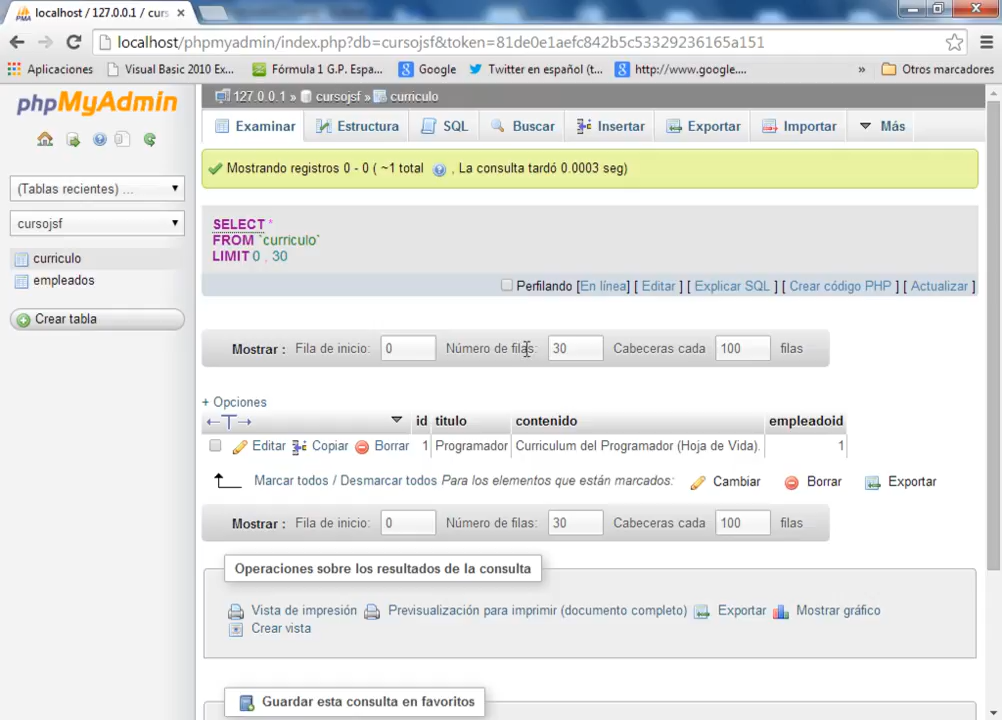 localhost / 127.0.0.1 / curs
localhost/phpmyadmin/index.php?db=cursojsf&token=81de0e1aefc842b5c53329236165a151
Aplicaciones Visual Basic 2010 Ex... Fórmula 1 G.P. Espa... Google Twitter en español (t... http://www.google.... » Otros marcadores
phpMyAdmin
127.0.0.1 » cursojsf » curriculo
Examinar Estructura SQL Buscar Insertar Exportar Importar Más
Mostrando registros 0 - 0 ( ~1 total , La consulta tardó 0.0003 seg)
(Tablas recientes) ...
cursojsf
curriculo
empleados
Crear tabla
SELECT *
FROM `curriculo`
LIMIT 0 , 30
Perfilando [En línea] [ Editar ] [ Explicar SQL ] [ Crear código PHP ] [ Actualizar ]
Mostrar : Fila de inicio: 0 Número de filas: 30 Cabeceras cada 100 filas
+ Opciones
←T→ id titulo contenido empleadoid
Editar Copiar Borrar 1 Programador Curriculum del Programador (Hoja de Vida). 1
Marcar todos / Desmarcar todos Para los elementos que están marcados: Cambiar Borrar Exportar
Mostrar : Fila de inicio: 0 Número de filas: 30 Cabeceras cada 100 filas
Operaciones sobre los resultados de la consulta
Vista de impresión Previsualización para imprimir (documento completo) Exportar Mostrar gráfico
Crear vista
Guardar esta consulta en favoritos